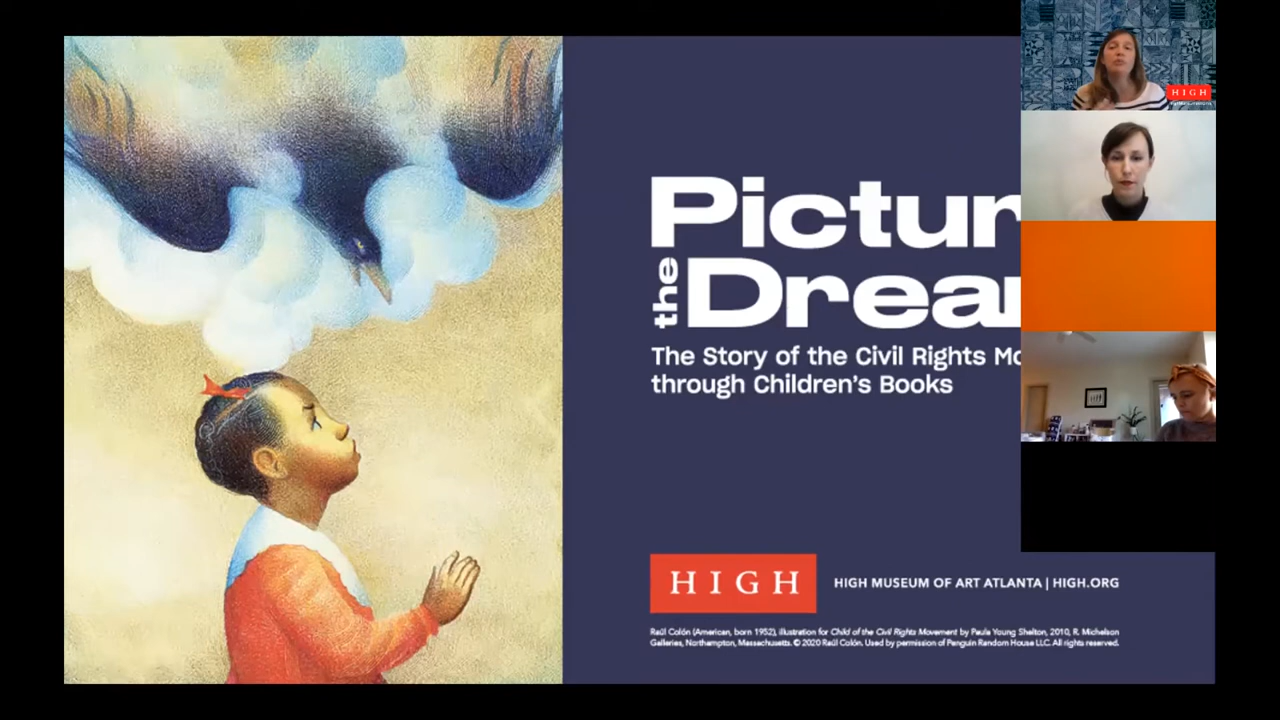 Pictur
the
Drea
The Story of the Civil Rights Mo
through Children's Books
HIGH
HIGH MUSEUM OF ART ATLANTA | HIGH.ORG
Raúl Colón (American, born 1952), illustration for Child of the Civil Rights Movement by Paula Young Shelton, 2010, R. Michelson
Galleries, Northampton, Massachusetts. © 2020 Raúl Colón. Used by permission of Penguin Random House LLC. All rights reserved.
HIGH